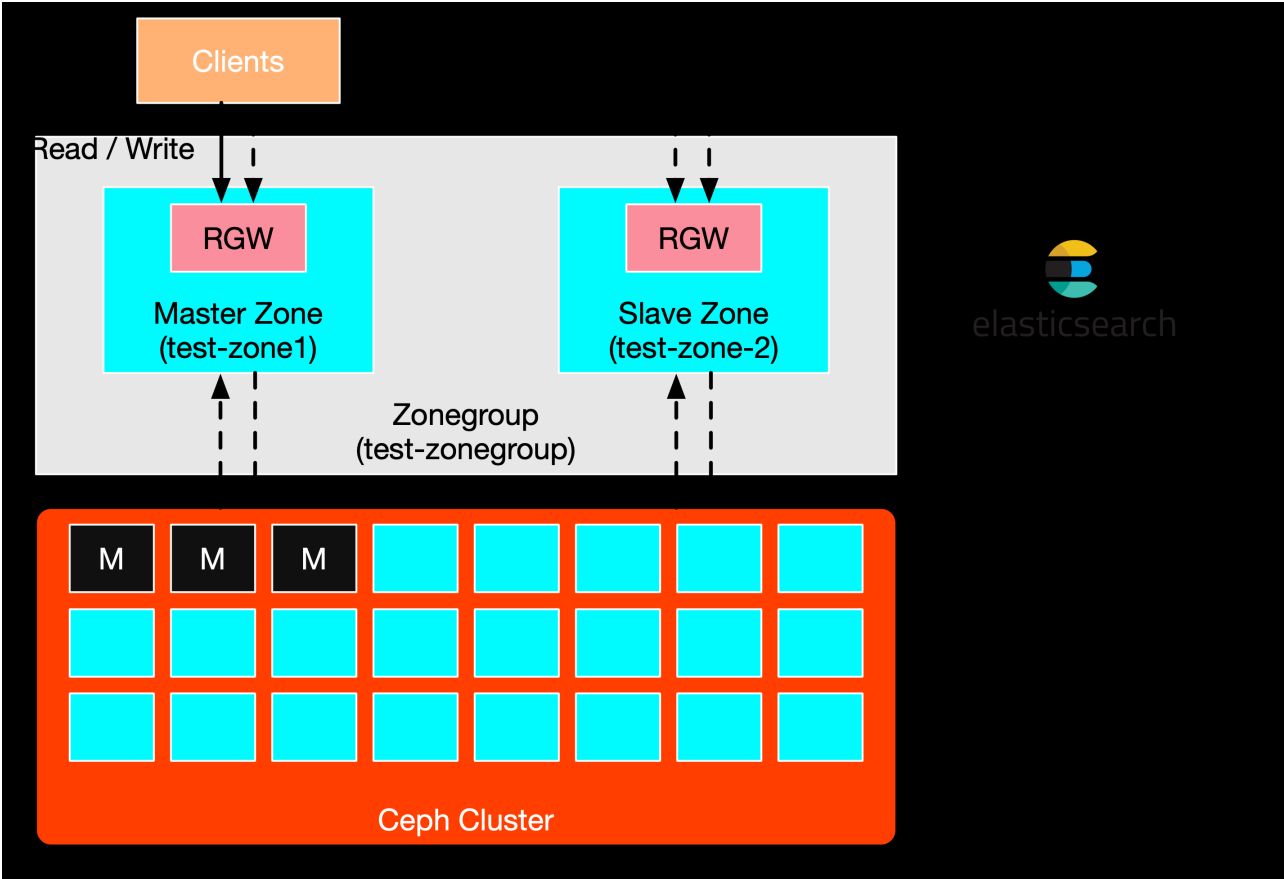 Clients
Read / Write
RGW
RGW
Master Zone
(test-zone1)
Slave Zone
(test-zone-2)
elasticsearch
Zonegroup
(test-zonegroup)
M M M
Ceph Cluster